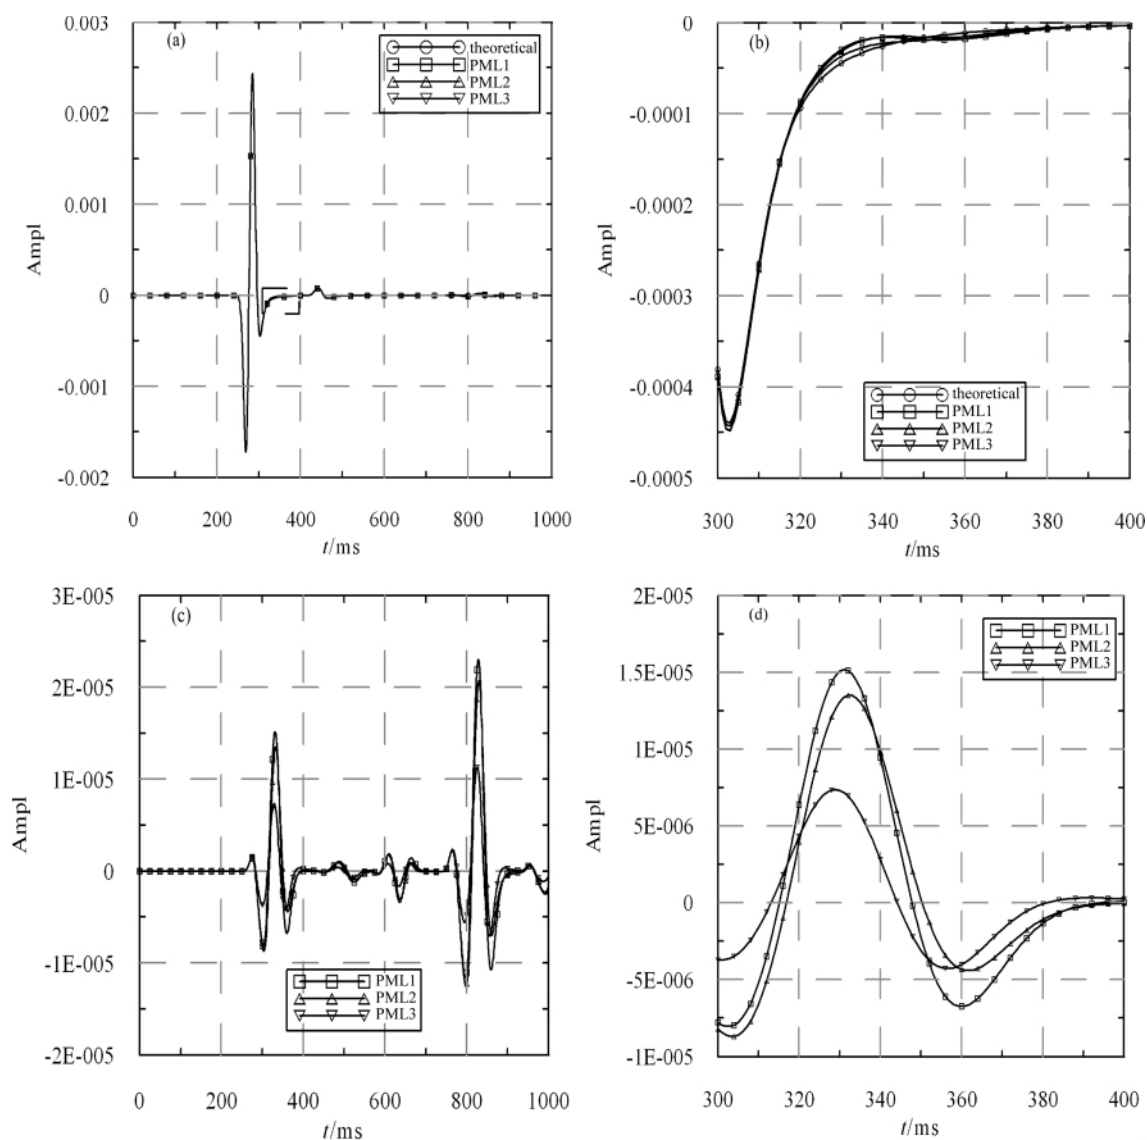 (a)
0.003
0.002
0.001
0
-0.001
-0.002
Ampl
theoretical
PML1
PML2
PML3
0 200 400 600 800 1000
t/ms
(b)
0
-0.0001
-0.0002
-0.0003
-0.0004
-0.0005
Ampl
theoretical
PML1
PML2
PML3
300 320 340 360 380 400
t/ms
(c)
3E-005
2E-005
1E-005
0
-1E-005
-2E-005
Ampl
PML1
PML2
PML3
0 200 400 600 800 1000
t/ms
(d)
2E-005
1.5E-005
1E-005
5E-006
0
-5E-006
-1E-005
Ampl
PML1
PML2
PML3
300 320 340 360 380 400
t/ms